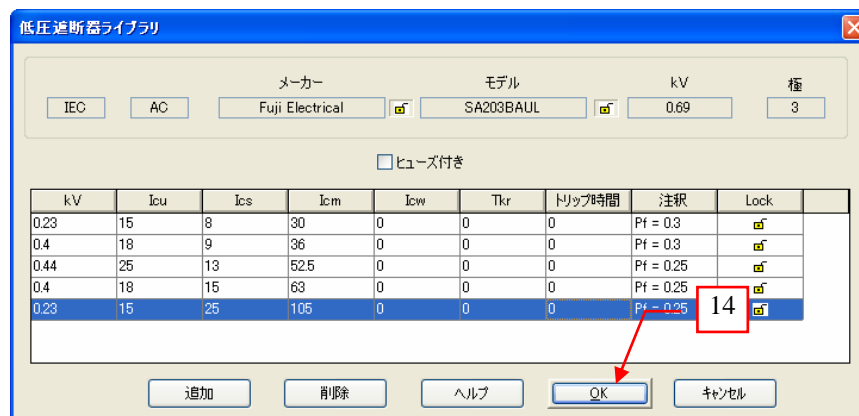 低圧遮断器ライブラリ
メーカー モデル kV 極
IEC AC Fuji Electrical SA203BAUL 0.69 3
ヒューズ付き
kV Icu Ics Icm Icw Tkr トリップ時間 注釈 Lock
0.23 15 8 30 0 0 0 Pf = 0.3
0.4 18 9 36 0 0 0 Pf = 0.3
0.44 25 13 52.5 0 0 0 Pf = 0.25
0.4 18 15 63 0 0 0 Pf = 0.25
0.23 15 25 105 0 0 0 Pf = 0.25
14
追加 削除 ヘルプ OK キャンセル